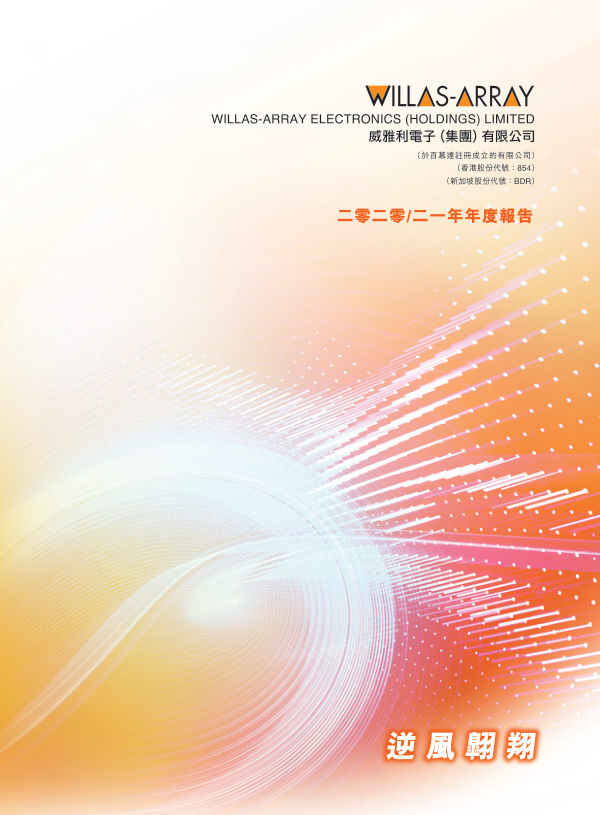 WILLAS-ARRAY
WILLAS-ARRAY ELECTRONICS (HOLDINGS) LIMITED
威雅利電子（集團）有限公司
（於百慕達註冊成立的有限公司）
（香港股份代號：854）
（新加坡股份代號：BDR）
二零二零/二一年年度報告
逆風翺翔